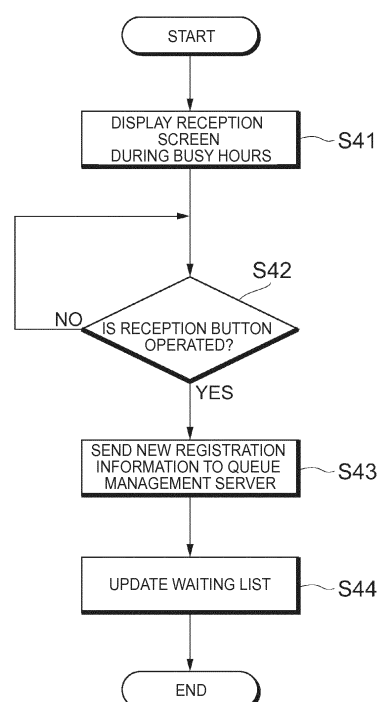 START
DISPLAY RECEPTION
SCREEN
DURING BUSY HOURS
S41
S42
NO
IS RECEPTION BUTTON
OPERATED?
YES
SEND NEW REGISTRATION
INFORMATION TO QUEUE
MANAGEMENT SERVER
S43
UPDATE WAITING LIST
S44
END